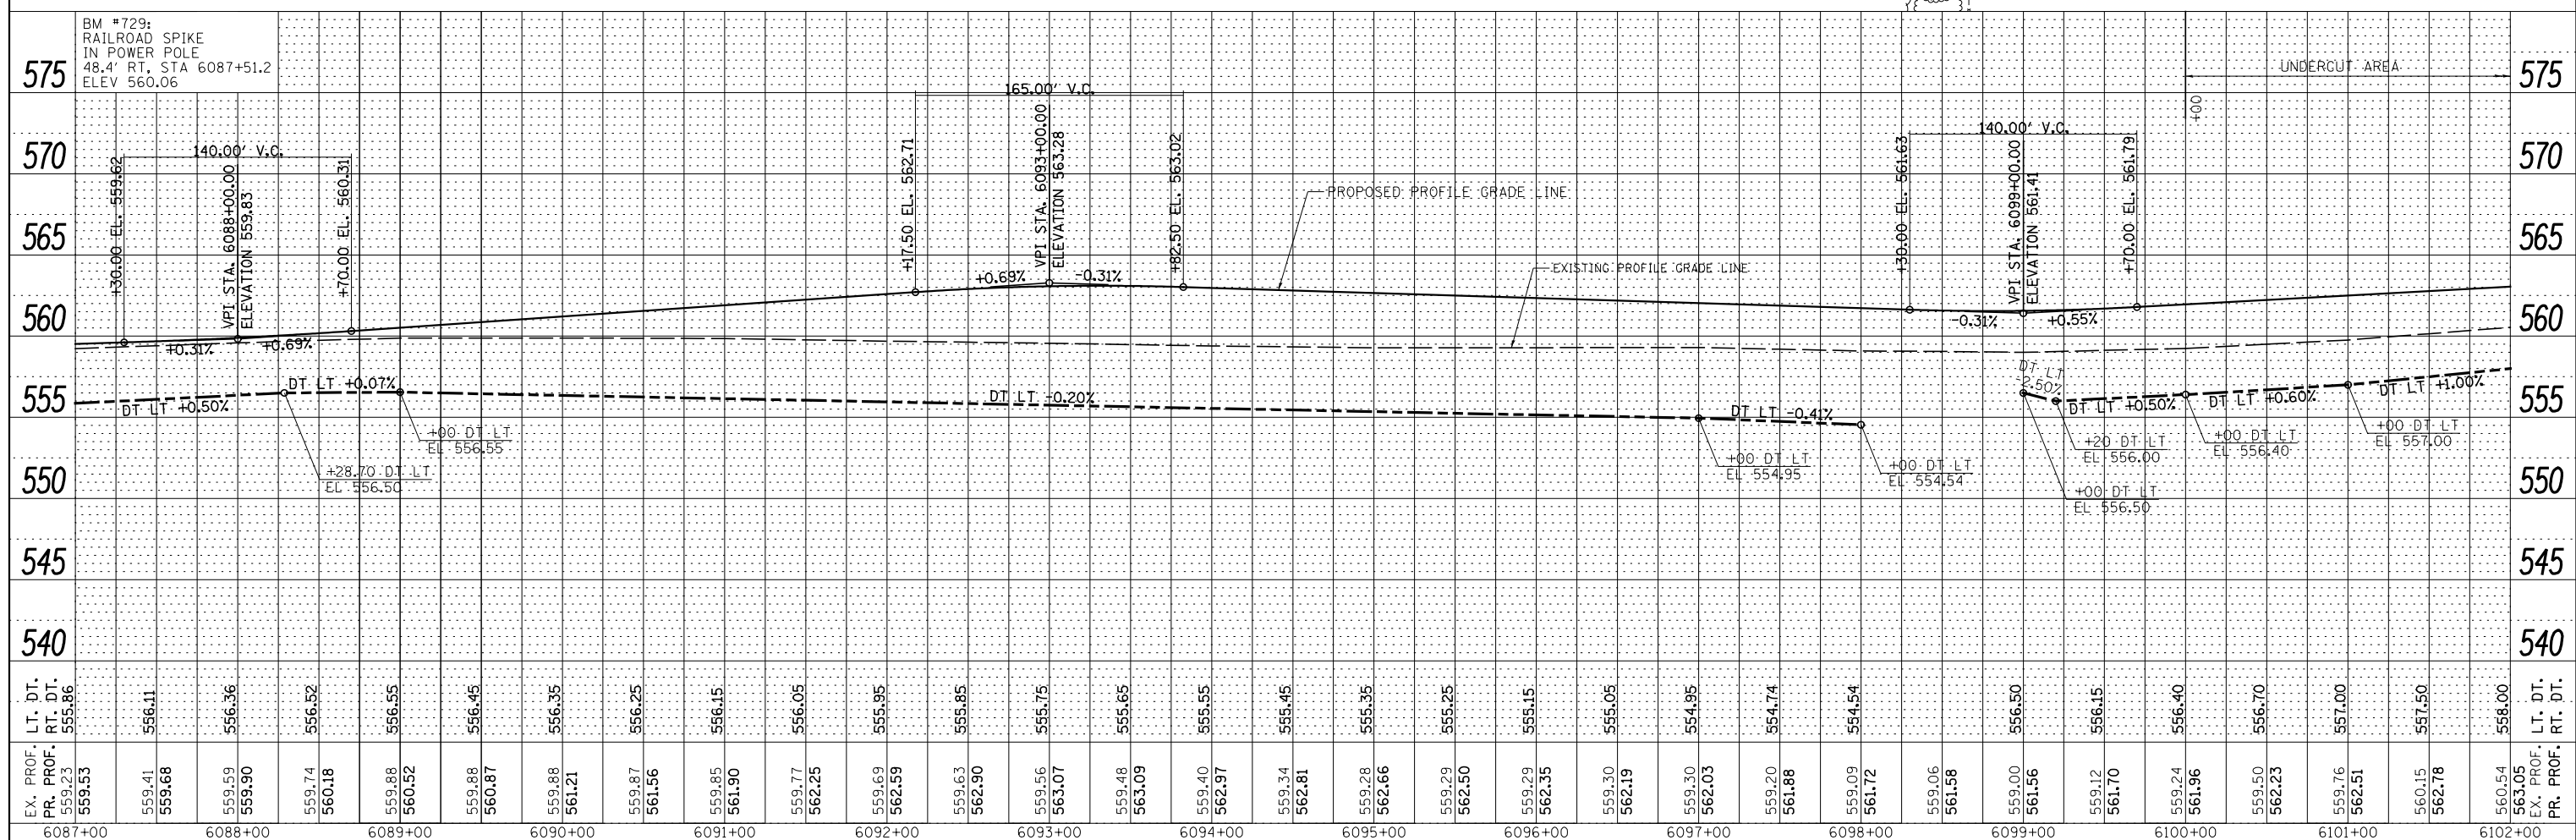 BM #729:
RAILROAD SPIKE
IN POWER POLE
48.4' RT, STA 6087+51.2
ELEV 560.06
575
570
565
560
555
550
545
540
575
570
565
560
555
550
545
540
UNDERCUT AREA
+00
140.00' V.C.
+30.00 EL. 559.62
VPI STA. 6088+00.00
ELEVATION 559.83
+70.00 EL. 560.31
+0.31%
+0.69%
165.00' V.C.
+17.50 EL. 562.71
VPI STA. 6093+00.00
ELEVATION 563.28
+82.50 EL. 563.02
+0.69%
-0.31%
PROPOSED PROFILE GRADE LINE
EXISTING PROFILE GRADE LINE
140.00' V.C.
+30.00 EL. 561.63
VPI STA. 6099+00.00
ELEVATION 561.41
+70.00 EL. 561.79
-0.31%
+0.55%
DT LT +0.50%
DT LT +0.07%
+28.70 DT LT
EL 556.50
+00 DT LT
EL 556.55
DT LT -0.20%
+00 DT LT
EL 554.95
DT LT -0.41%
+00 DT LT
EL 554.54
DT LT
-2.50%
+00 DT LT
EL 556.50
+20 DT LT
EL 556.00
DT LT +0.50%
+00 DT LT
EL 556.40
DT LT +0.60%
+00 DT LT
EL 557.00
DT LT +1.00%
LT. DT.
RT. DT.
555.86 556.11 556.36 556.52 556.55 556.45 556.35 556.25 556.15 556.05 555.95 555.85 555.75 555.65 555.55 555.45 555.35 555.25 555.15 555.05 554.95 554.74 554.54 556.50 556.15 556.40 556.70 557.00 557.50 558.00
LT. DT.
RT. DT.
EX. PROF.
PR. PROF.
559.23 559.41 559.59 559.74 559.88 559.88 559.88 559.87 559.85 559.77 559.69 559.63 559.56 559.48 559.40 559.34 559.28 559.29 559.29 559.30 559.30 559.20 559.09 559.06 559.00 559.12 559.24 559.50 559.76 560.15 560.54
559.53 559.68 559.90 560.18 560.52 560.87 561.21 561.56 561.90 562.25 562.59 562.90 563.07 563.09 562.97 562.81 562.66 562.50 562.35 562.19 562.03 561.88 561.72 561.58 561.56 561.70 561.96 562.23 562.51 562.78 563.05
EX. PROF.
PR. PROF.
6087+00 6088+00 6089+00 6090+00 6091+00 6092+00 6093+00 6094+00 6095+00 6096+00 6097+00 6098+00 6099+00 6100+00 6101+00 6102+00